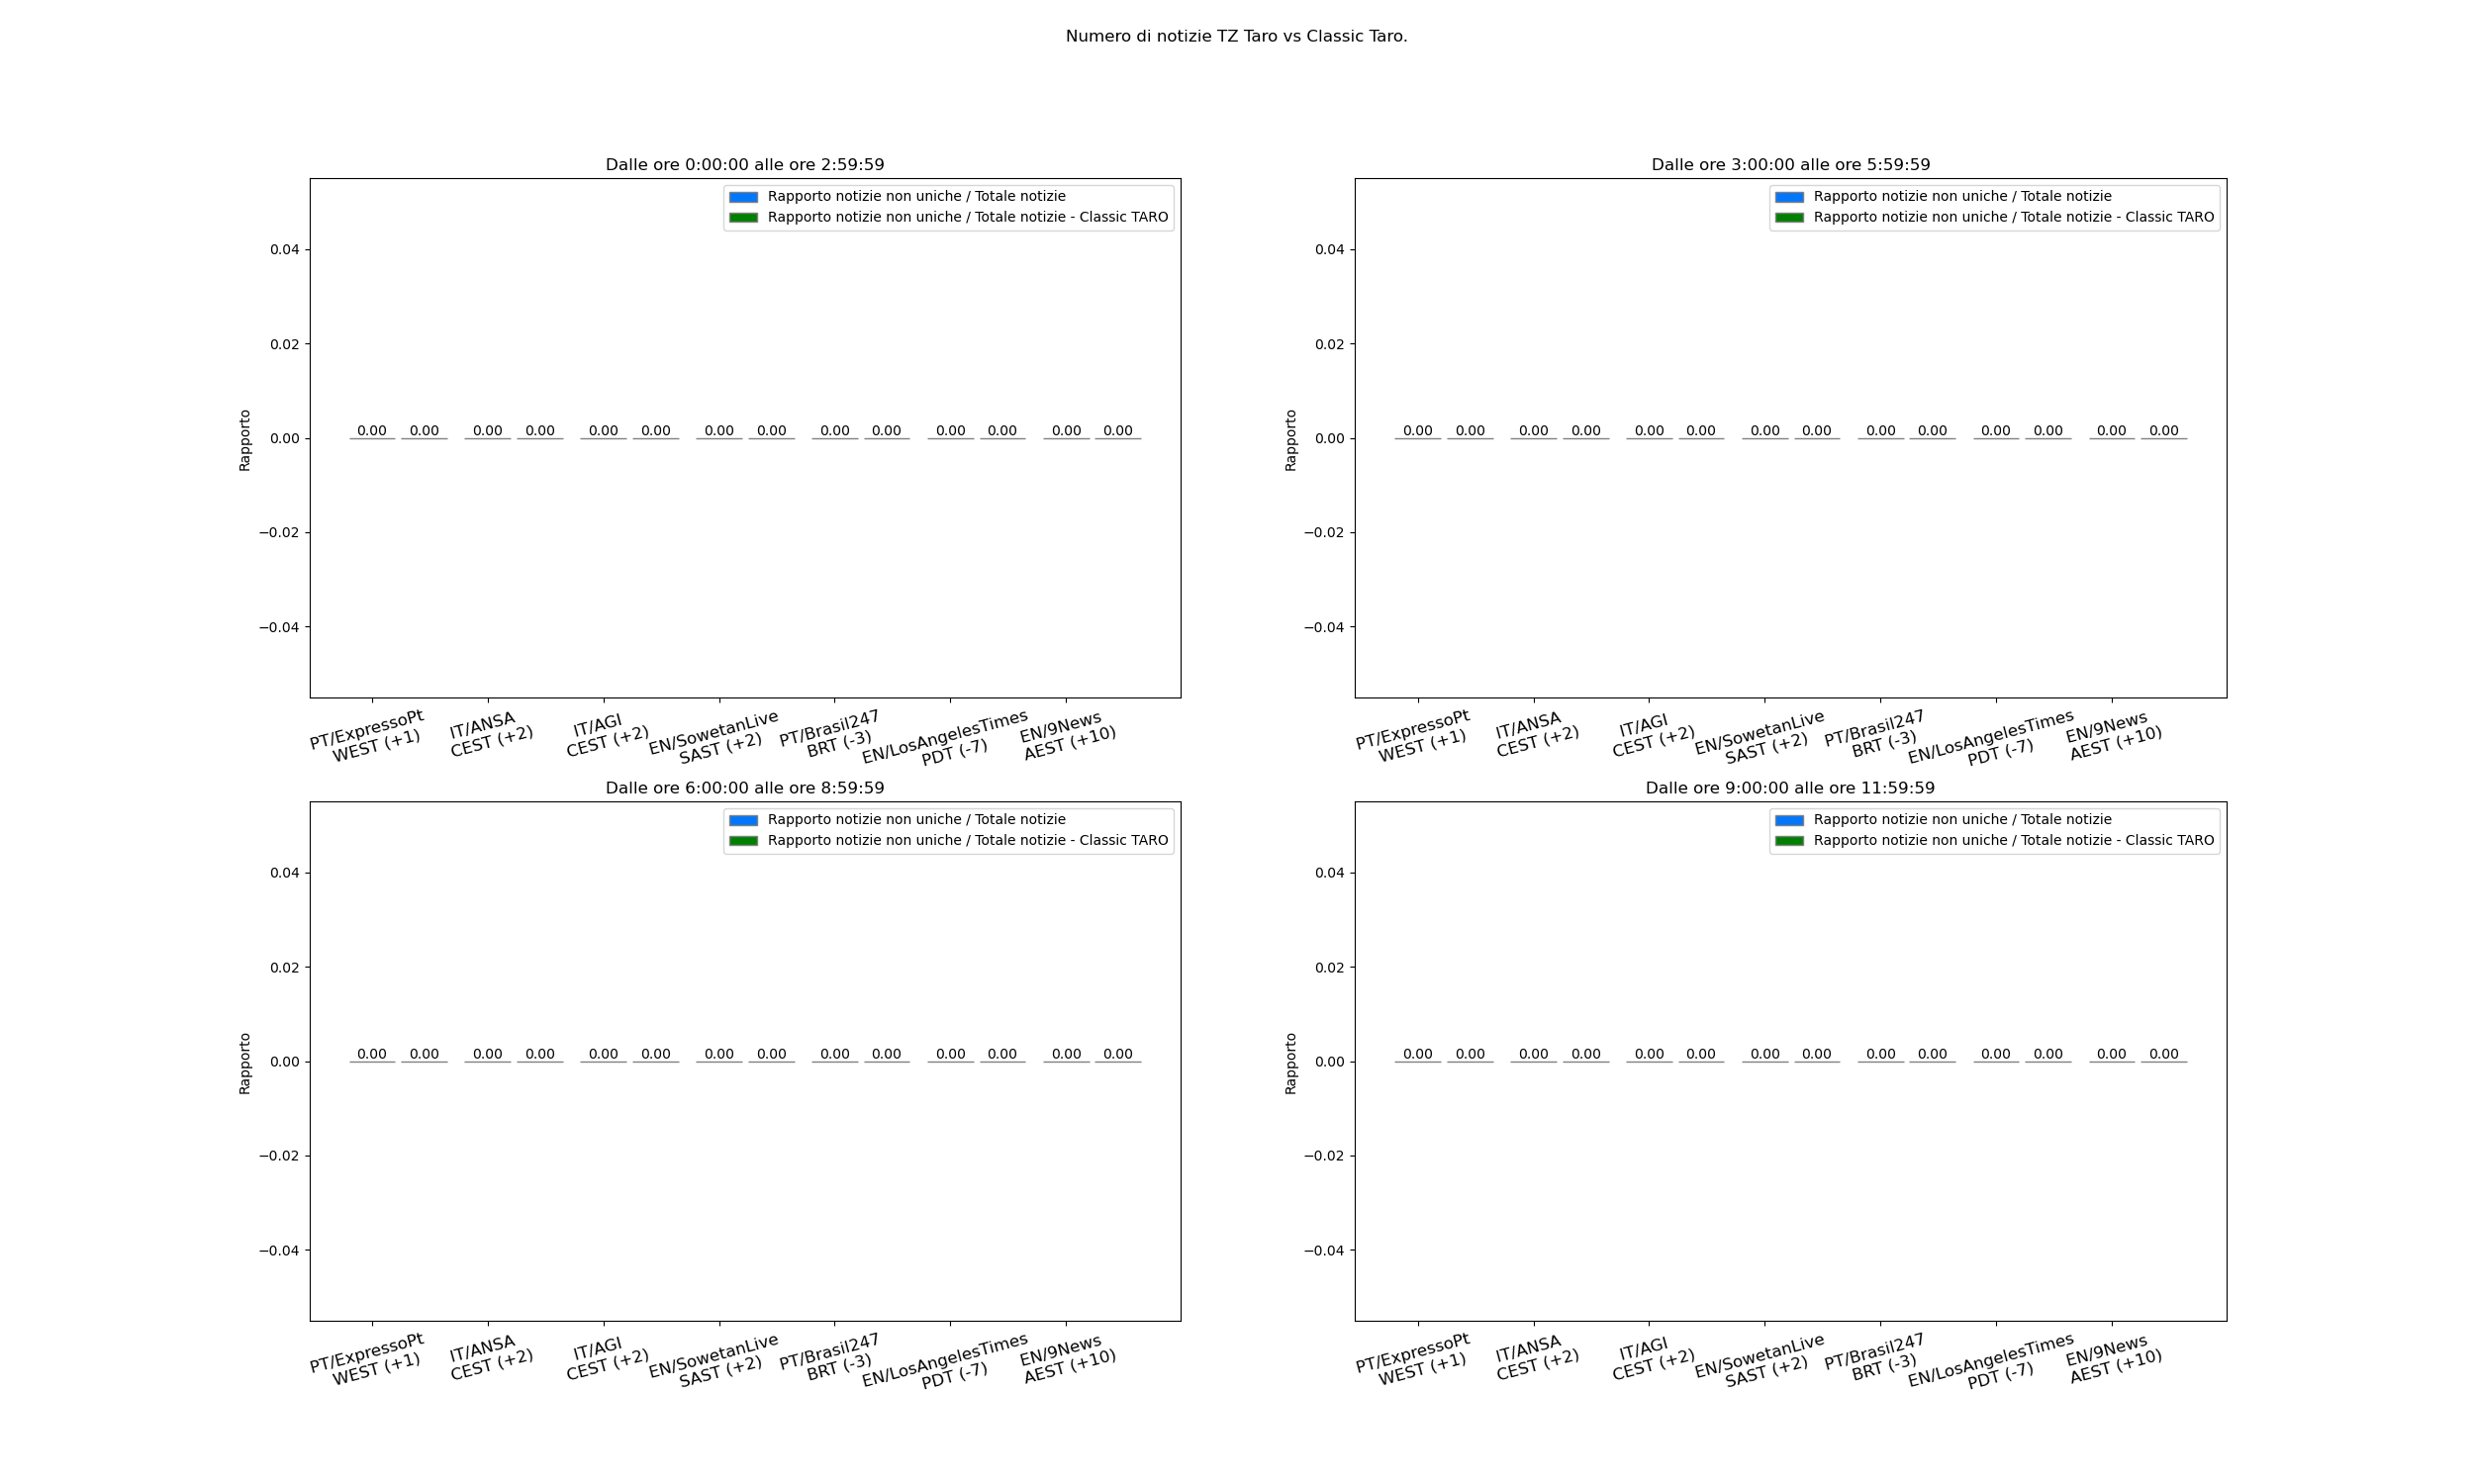 Numero di notizie TZ Taro vs Classic Taro.
Dalle ore 0:00:00 alle ore 2:59:59
Rapporto notizie non uniche / Totale notizie
Rapporto notizie non uniche / Totale notizie - Classic TARO
0.04
0.02
0.00
−0.02
−0.04
Rapporto
0.00 0.00 0.00 0.00 0.00 0.00 0.00 0.00 0.00 0.00 0.00 0.00 0.00 0.00
PT/ExpressoPt
WEST (+1)
IT/ANSA
CEST (+2)
IT/AGI
CEST (+2)
EN/SowetanLive
SAST (+2)
PT/Brasil247
BRT (-3)
EN/LosAngelesTimes
PDT (-7)
EN/9News
AEST (+10)
Dalle ore 3:00:00 alle ore 5:59:59
Rapporto notizie non uniche / Totale notizie
Rapporto notizie non uniche / Totale notizie - Classic TARO
0.04
0.02
0.00
−0.02
−0.04
Rapporto
0.00 0.00 0.00 0.00 0.00 0.00 0.00 0.00 0.00 0.00 0.00 0.00 0.00 0.00
PT/ExpressoPt
WEST (+1)
IT/ANSA
CEST (+2)
IT/AGI
CEST (+2)
EN/SowetanLive
SAST (+2)
PT/Brasil247
BRT (-3)
EN/LosAngelesTimes
PDT (-7)
EN/9News
AEST (+10)
Dalle ore 6:00:00 alle ore 8:59:59
Rapporto notizie non uniche / Totale notizie
Rapporto notizie non uniche / Totale notizie - Classic TARO
0.04
0.02
0.00
−0.02
−0.04
Rapporto
0.00 0.00 0.00 0.00 0.00 0.00 0.00 0.00 0.00 0.00 0.00 0.00 0.00 0.00
PT/ExpressoPt
WEST (+1)
IT/ANSA
CEST (+2)
IT/AGI
CEST (+2)
EN/SowetanLive
SAST (+2)
PT/Brasil247
BRT (-3)
EN/LosAngelesTimes
PDT (-7)
EN/9News
AEST (+10)
Dalle ore 9:00:00 alle ore 11:59:59
Rapporto notizie non uniche / Totale notizie
Rapporto notizie non uniche / Totale notizie - Classic TARO
0.04
0.02
0.00
−0.02
−0.04
Rapporto
0.00 0.00 0.00 0.00 0.00 0.00 0.00 0.00 0.00 0.00 0.00 0.00 0.00 0.00
PT/ExpressoPt
WEST (+1)
IT/ANSA
CEST (+2)
IT/AGI
CEST (+2)
EN/SowetanLive
SAST (+2)
PT/Brasil247
BRT (-3)
EN/LosAngelesTimes
PDT (-7)
EN/9News
AEST (+10)